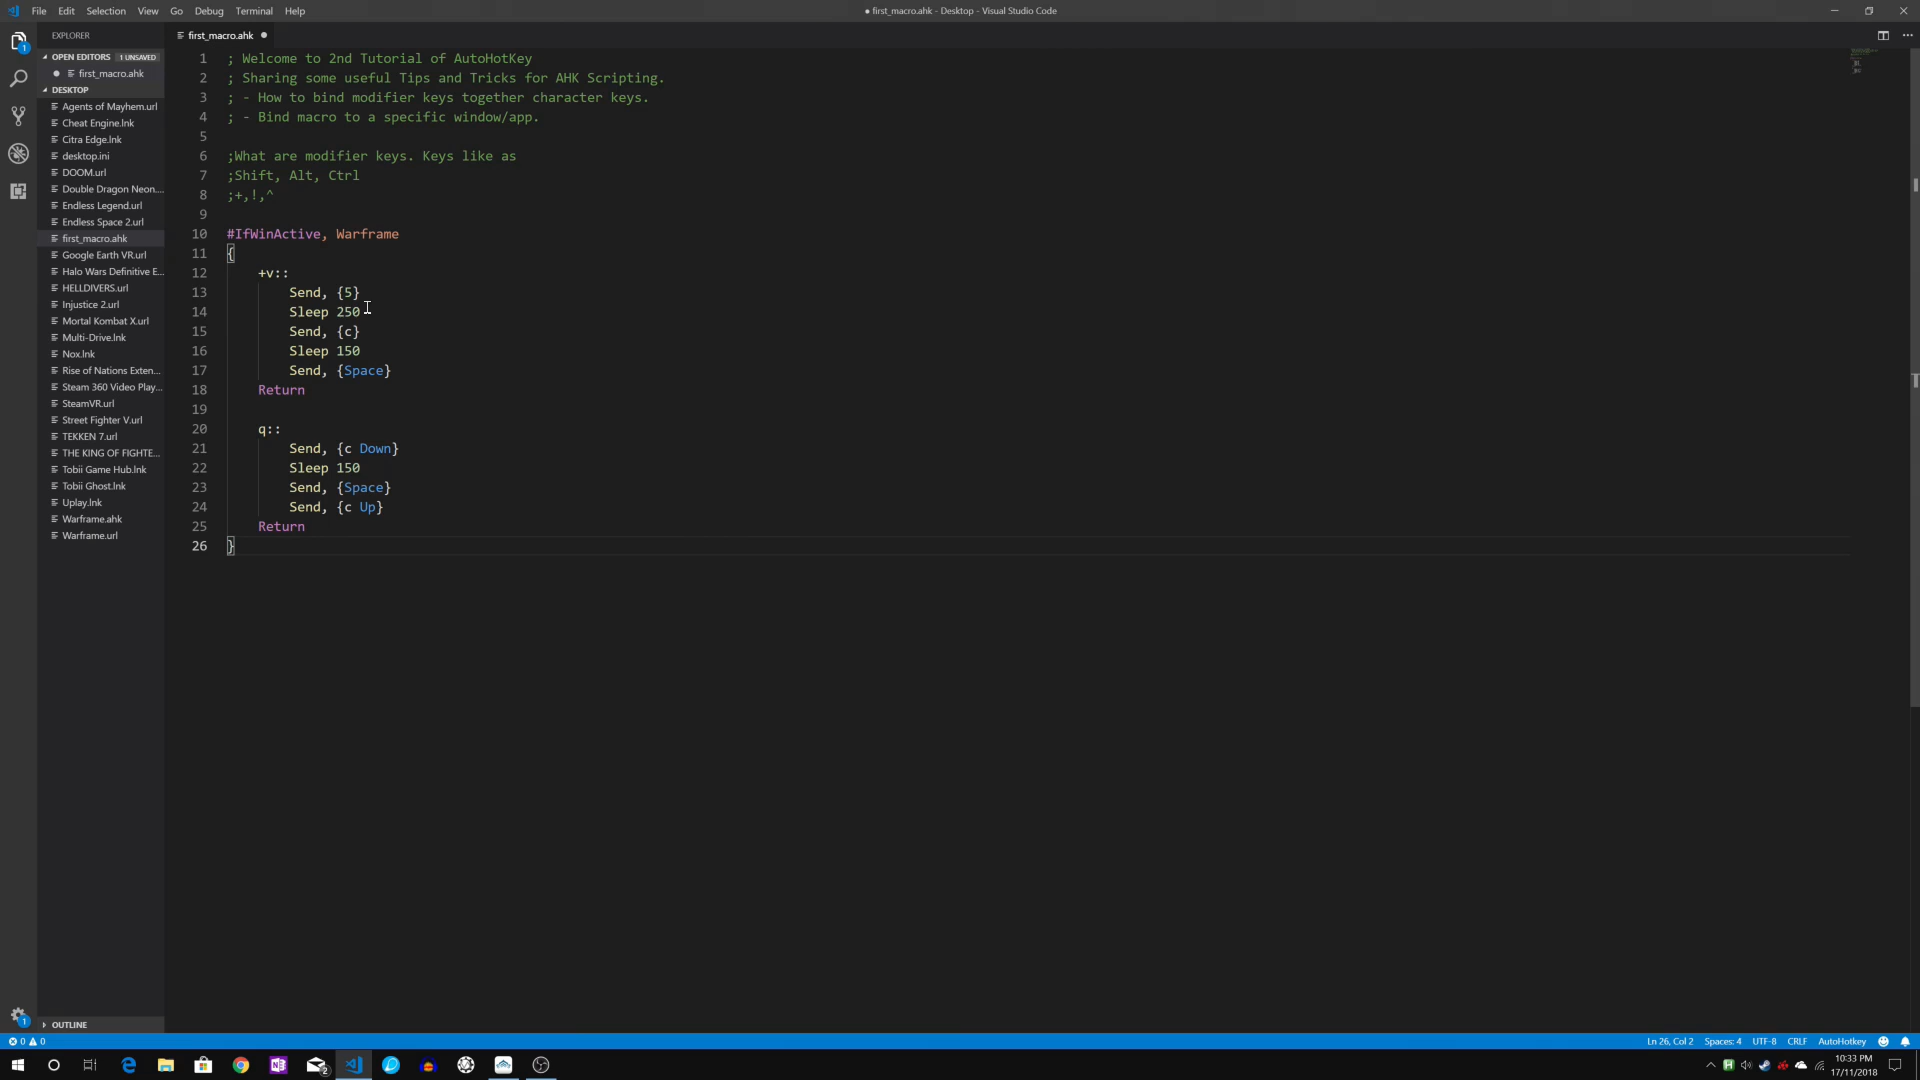 File Edit Selection View Go Debug Terminal Help
● first_macro.ahk - Desktop - Visual Studio Code
EXPLORER
OPEN EDITORS 1 UNSAVED
● first_macro.ahk
DESKTOP
Agents of Mayhem.url
Cheat Engine.lnk
Citra Edge.lnk
desktop.ini
DOOM.url
Double Dragon Neon....
Endless Legend.url
Endless Space 2.url
first_macro.ahk
Google Earth VR.url
Halo Wars Definitive E...
HELLDIVERS.url
Injustice 2.url
Mortal Kombat X.url
Multi-Drive.lnk
Nox.lnk
Rise of Nations Exten...
Steam 360 Video Play...
SteamVR.url
Street Fighter V.url
TEKKEN 7.url
THE KING OF FIGHTE...
Tobii Game Hub.lnk
Tobii Ghost.lnk
Uplay.lnk
Warframe.ahk
Warframe.url
OUTLINE
first_macro.ahk ●
1 ; Welcome to 2nd Tutorial of AutoHotKey
2 ; Sharing some useful Tips and Tricks for AHK Scripting.
3 ; - How to bind modifier keys together character keys.
4 ; - Bind macro to a specific window/app.
5
6 ;What are modifier keys. Keys like as
7 ;Shift, Alt, Ctrl
8 ;+,!,^
9
10 #IfWinActive, Warframe
11 {
12 +v::
13 Send, {5}
14 Sleep 250
15 Send, {c}
16 Sleep 150
17 Send, {Space}
18 Return
19
20 q::
21 Send, {c Down}
22 Sleep 150
23 Send, {Space}
24 Send, {c Up}
25 Return
26 }
1
1
0 0
Ln 26, Col 2 Spaces: 4 UTF-8 CRLF AutoHotkey
2
10:33 PM
17/11/2018